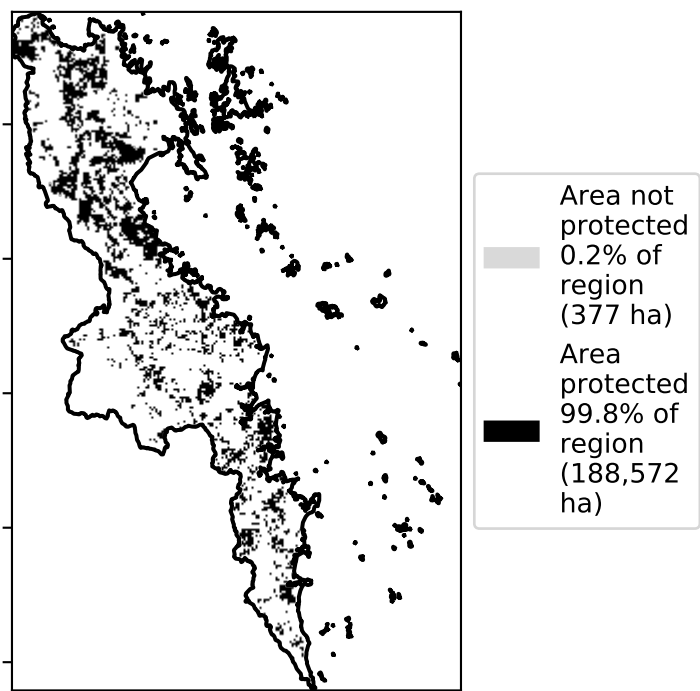 Area not
protected
0.2% of
region
(377 ha)
Area
protected
99.8% of
region
(188,572
ha)